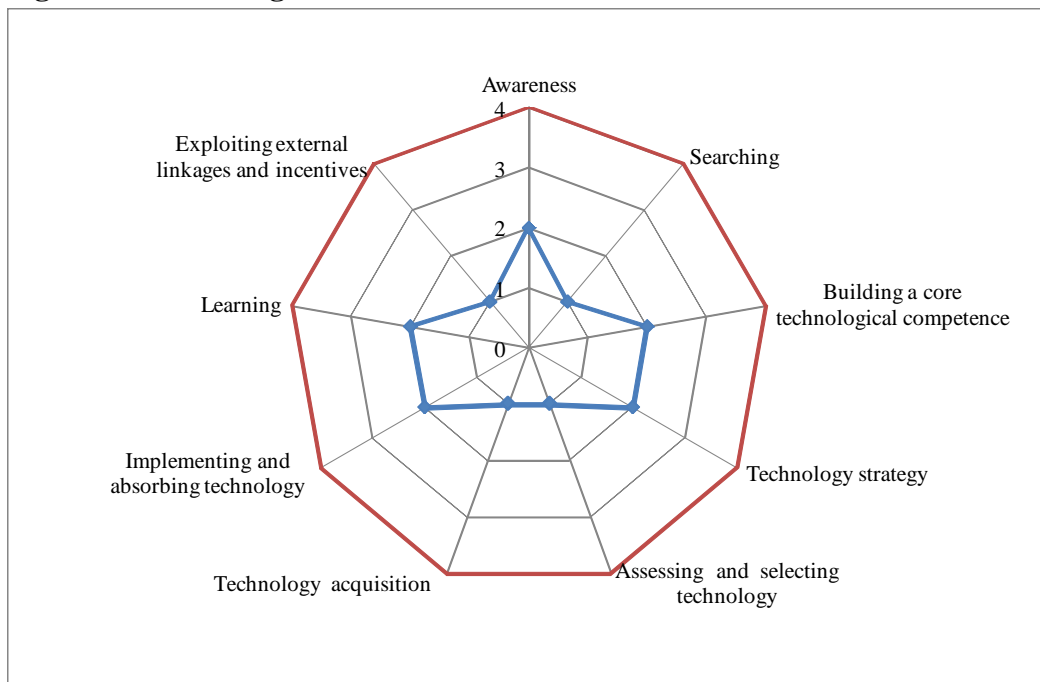 Awareness
4
Exploiting external
linkages and incentives
Searching
3
2
1
Learning
Building a core
technological competence
0
Implementing and
absorbing technology
Technology strategy
Technology acquisition
Assessing and selecting
technology